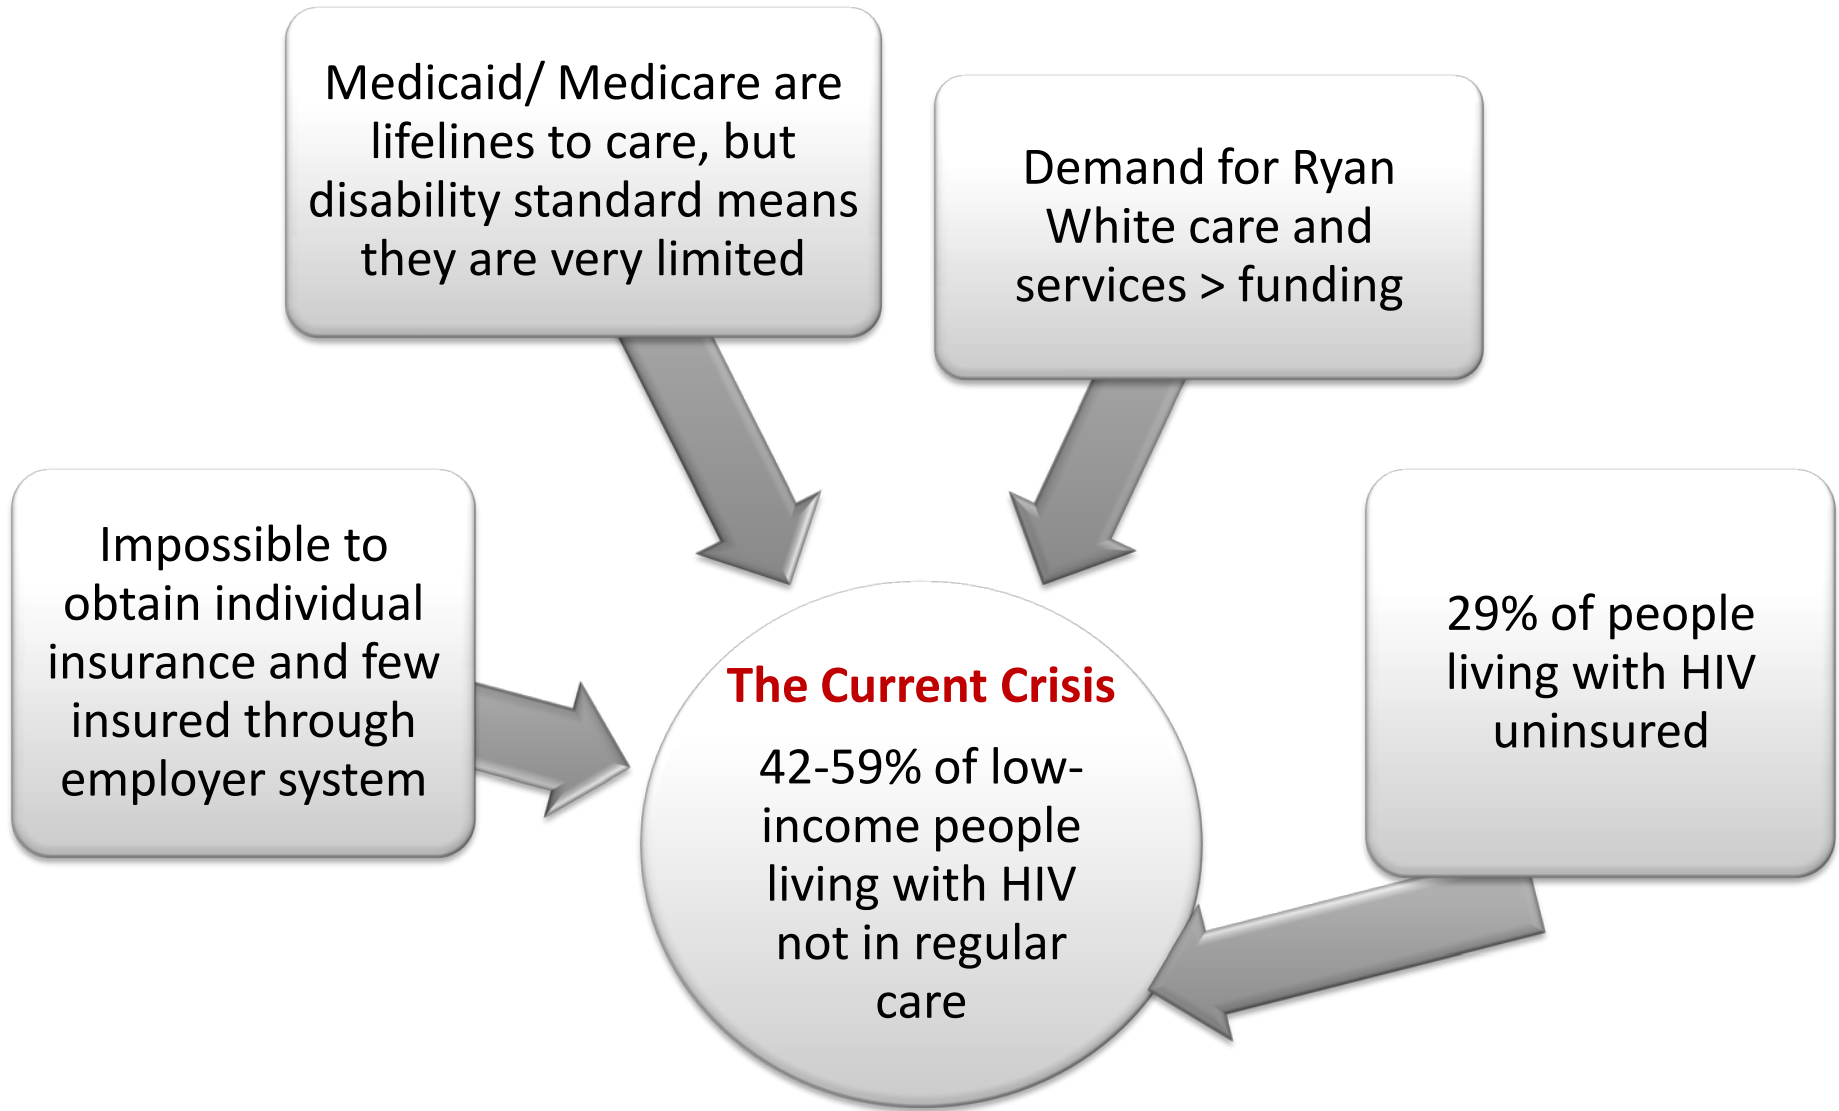 Medicaid/ Medicare are
lifelines to care, but
disability standard means
they are very limited
Demand for Ryan
White care and
services > funding
Impossible to
obtain individual
insurance and few
insured through
employer system
29% of people
living with HIV
uninsured
The Current Crisis
42-59% of low-
income people
living with HIV
not in regular
care